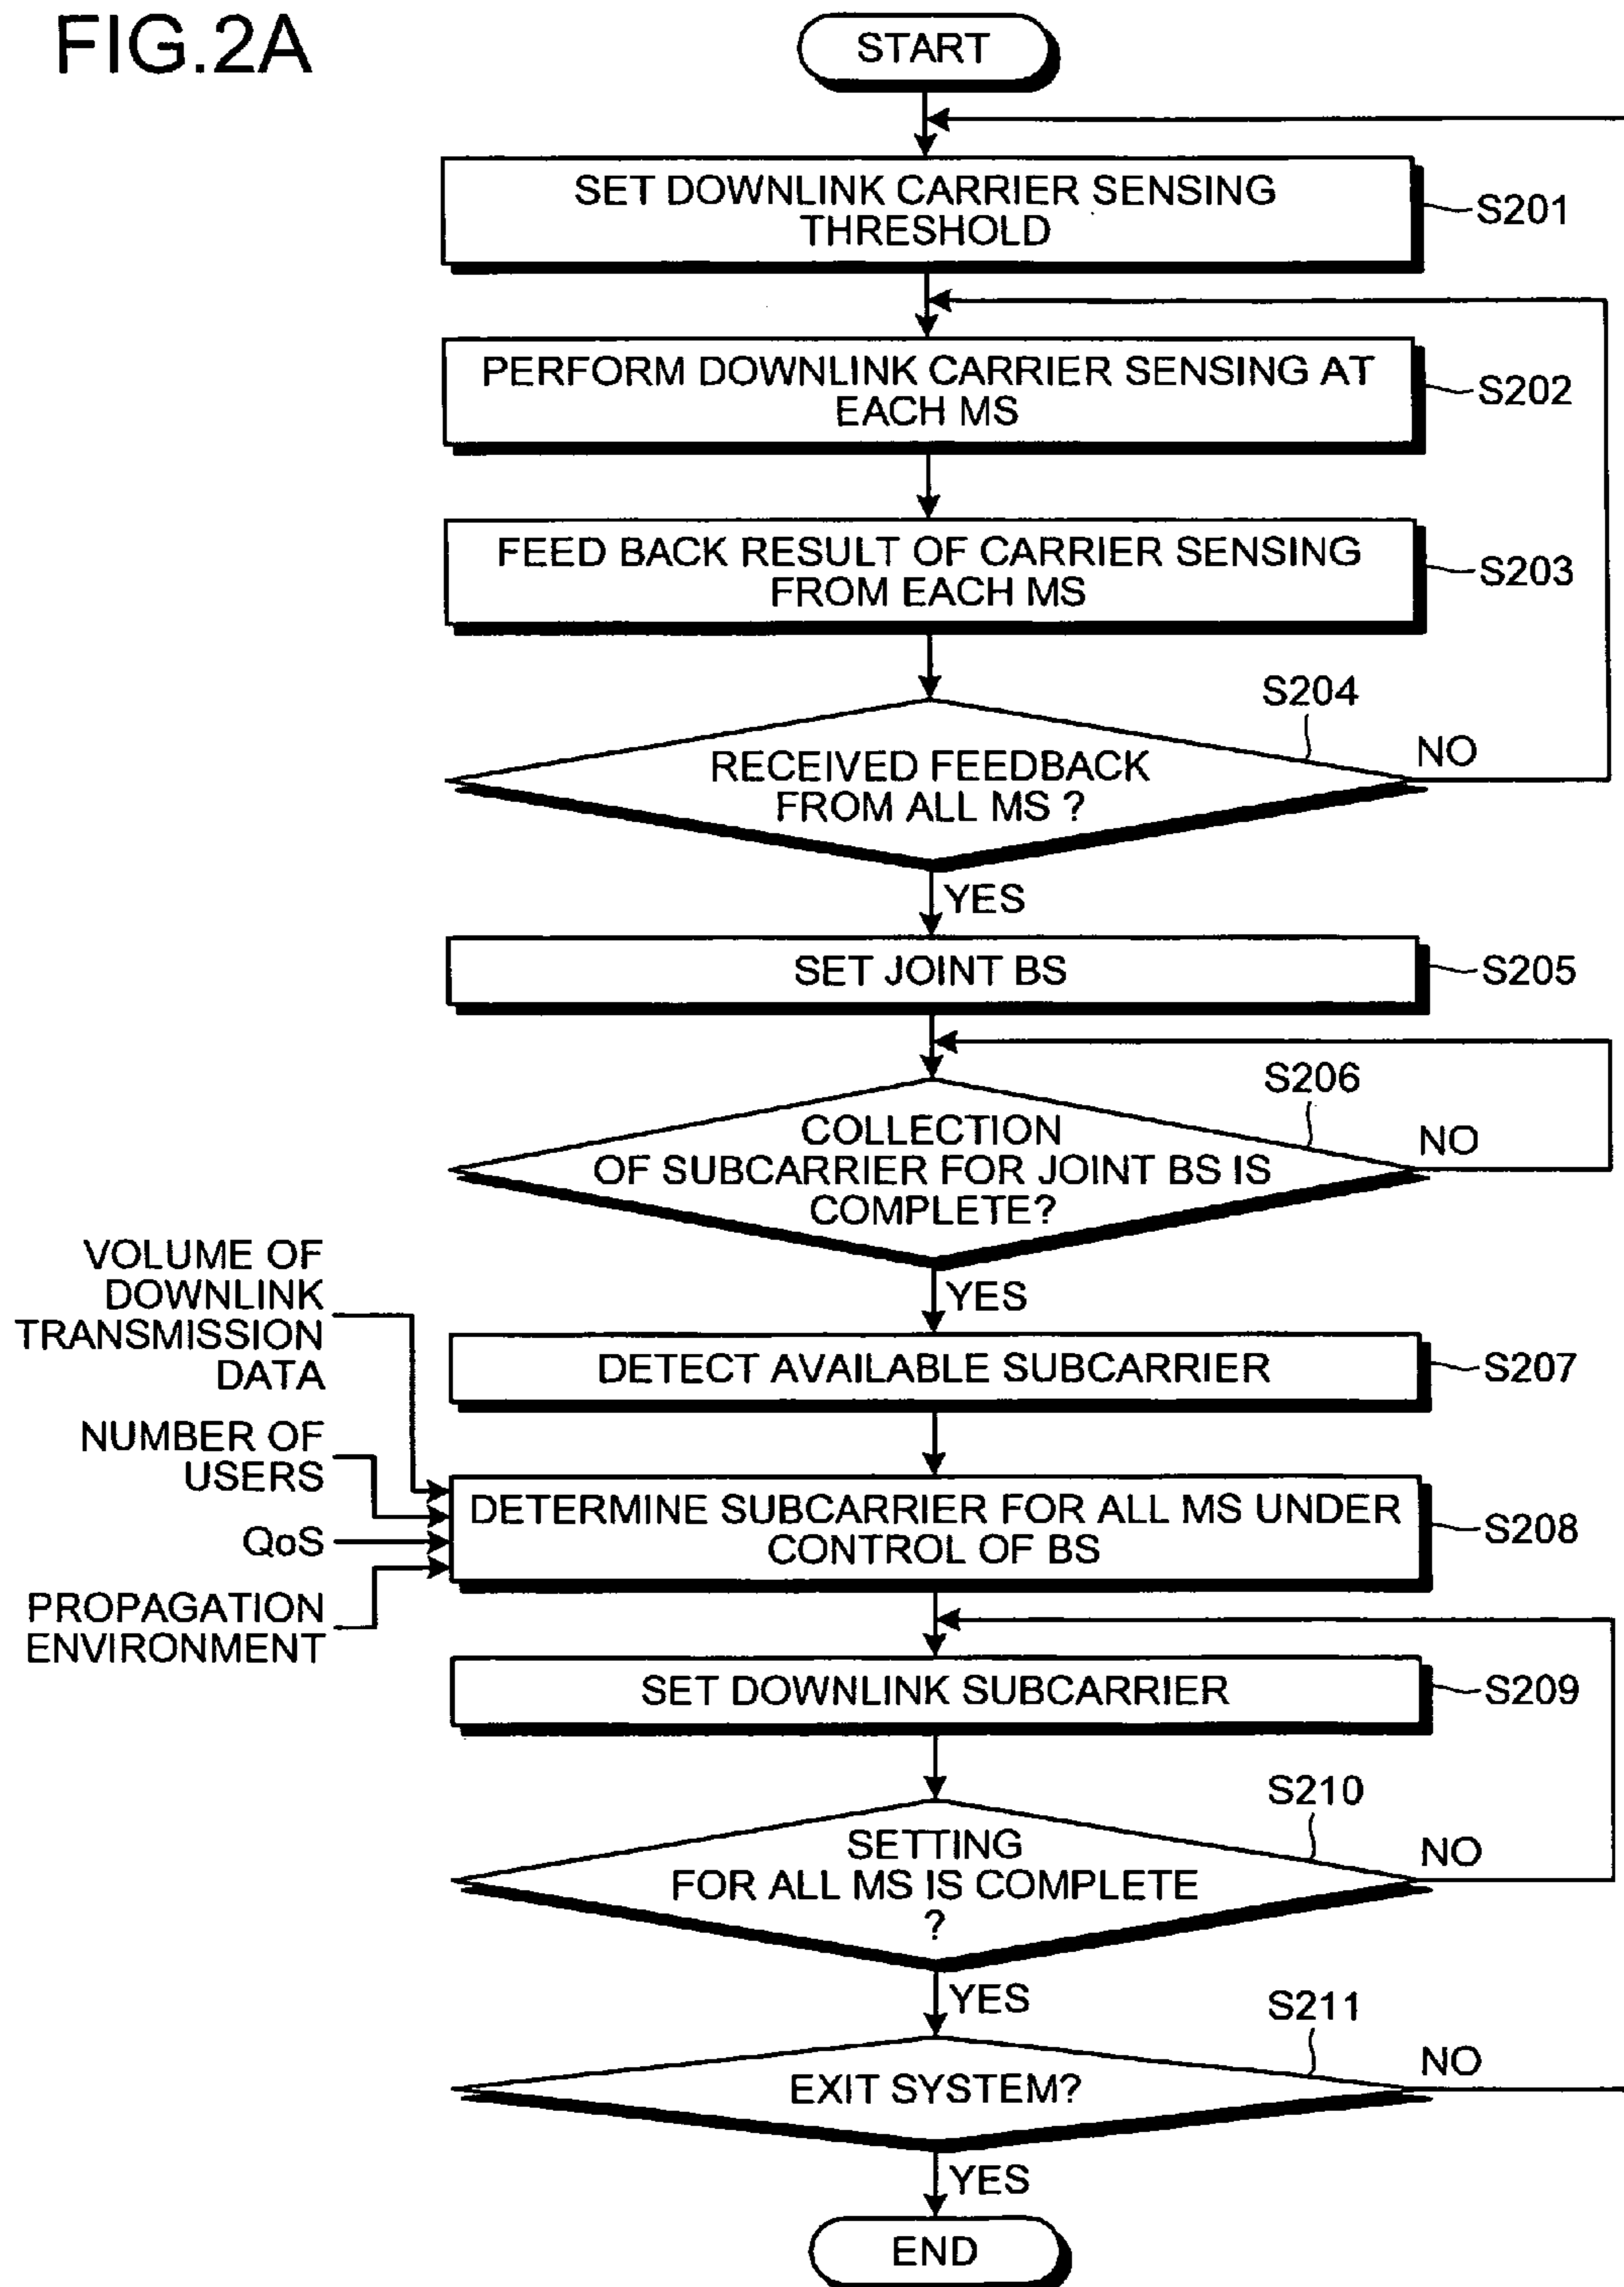 FIG.2A
START
SET DOWNLINK CARRIER SENSING
THRESHOLD
S201
PERFORM DOWNLINK CARRIER SENSING AT
EACH MS
S202
FEED BACK RESULT OF CARRIER SENSING
FROM EACH MS
S203
S204
RECEIVED FEEDBACK
FROM ALL MS ?
NO
YES
SET JOINT BS
S205
S206
COLLECTION
OF SUBCARRIER FOR JOINT BS IS
COMPLETE?
NO
YES
DETECT AVAILABLE SUBCARRIER
S207
VOLUME OF
DOWNLINK
TRANSMISSION
DATA
NUMBER OF
USERS
QoS
PROPAGATION
ENVIRONMENT
DETERMINE SUBCARRIER FOR ALL MS UNDER
CONTROL OF BS
S208
SET DOWNLINK SUBCARRIER
S209
S210
SETTING
FOR ALL MS IS COMPLETE
?
NO
YES
S211
EXIT SYSTEM?
NO
YES
END